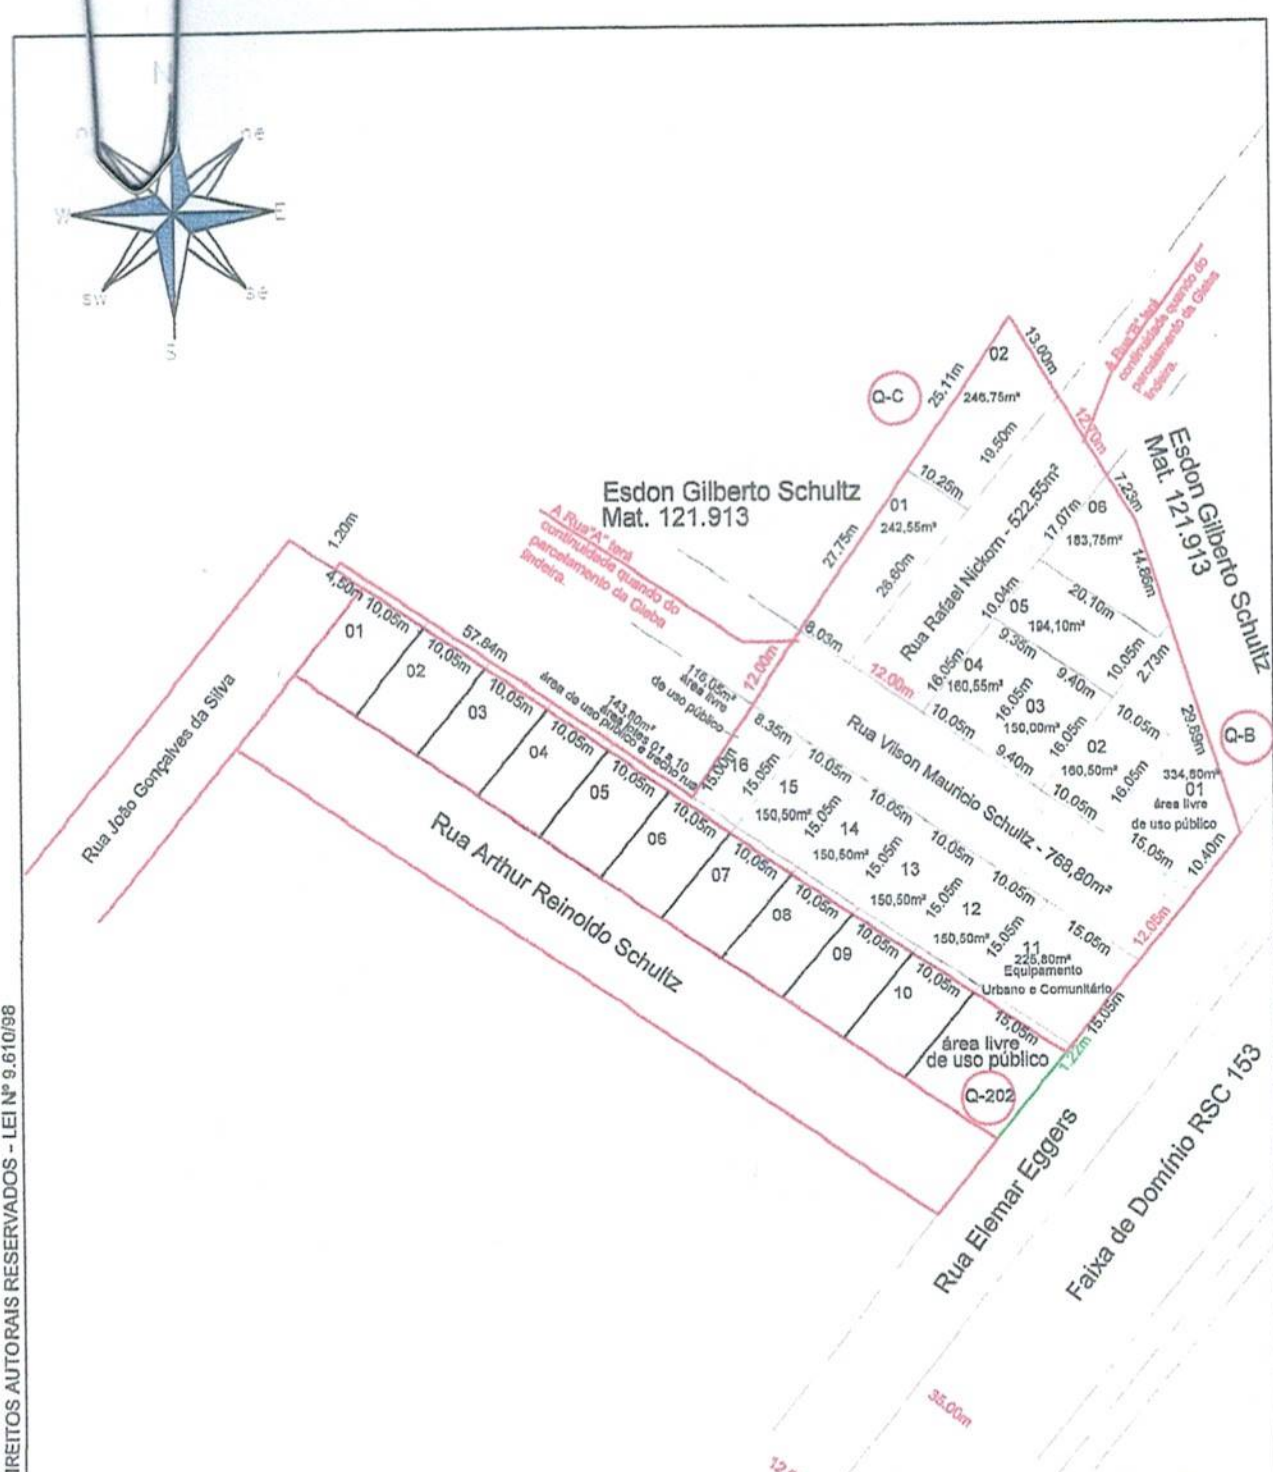 N
ne
W
E
sw
se
S
Q-C
02
246.75m²
25.11m
13.00m
19.50m
10.25m
01
242,55m²
27.75m
26.60m
12.70m
A Rua"B" terá
continuidade quando do
parcelamento da Gleba
lindeira.
Esdon Gilberto Schultz
Mat. 121.913
Esdon Gilberto Schultz
Mat. 121.913
A Rua"A" terá
continuidade quando do
parcelamento da Gleba
lindeira.
Rua Rafael Nickorn - 522,55m²
7.23m
17.07m
06
183,75m²
14.86m
20.10m
10.04m
05
194,10m²
9.35m
10.05m
2.73m
16.05m
04
160,55m²
9.40m
16.05m
03
150,00m²
10.05m
16.05m
02
160,50m²
29.89m
Q-B
334,80m²
01
área livre
de uso público
16.05m
10.05m
9.40m
10.05m
15.05m
10.40m
8.03m
12.00m
12.00m
Rua Vilson Mauricio Schultz - 768,80m²
12.05m
1.20m
4,50m
10,05m
57.84m
01
10,05m
02
10,05m
03
10,05m
04
10,05m
05
10,05m
06
10,05m
07
10,05m
08
10,05m
09
10,05m
10
15,05m
área de uso público e trecho rua
143,80m²
área lotes 01 a 10
116,05m²
área livre
de uso público
8.35m
15.00m
16
15.05m
10.05m
15
150,50m²
15.05m
10.05m
14
150,50m²
15.05m
10.05m
13
150,50m²
15.05m
10.05m
12
150,50m²
15.05m
15.05m
11
225,80m²
Equipamento
Urbano e Comunitário
15.05m
1.22m
área livre
de uso público
Q-202
Rua João Gonçalves da Silva
Rua Arthur Reinoldo Schultz
Rua Elemar Eggers
Faixa de Domínio RSC 153
35.00m
IREITOS AUTORAIS RESERVADOS - LEI Nº 9.610/98